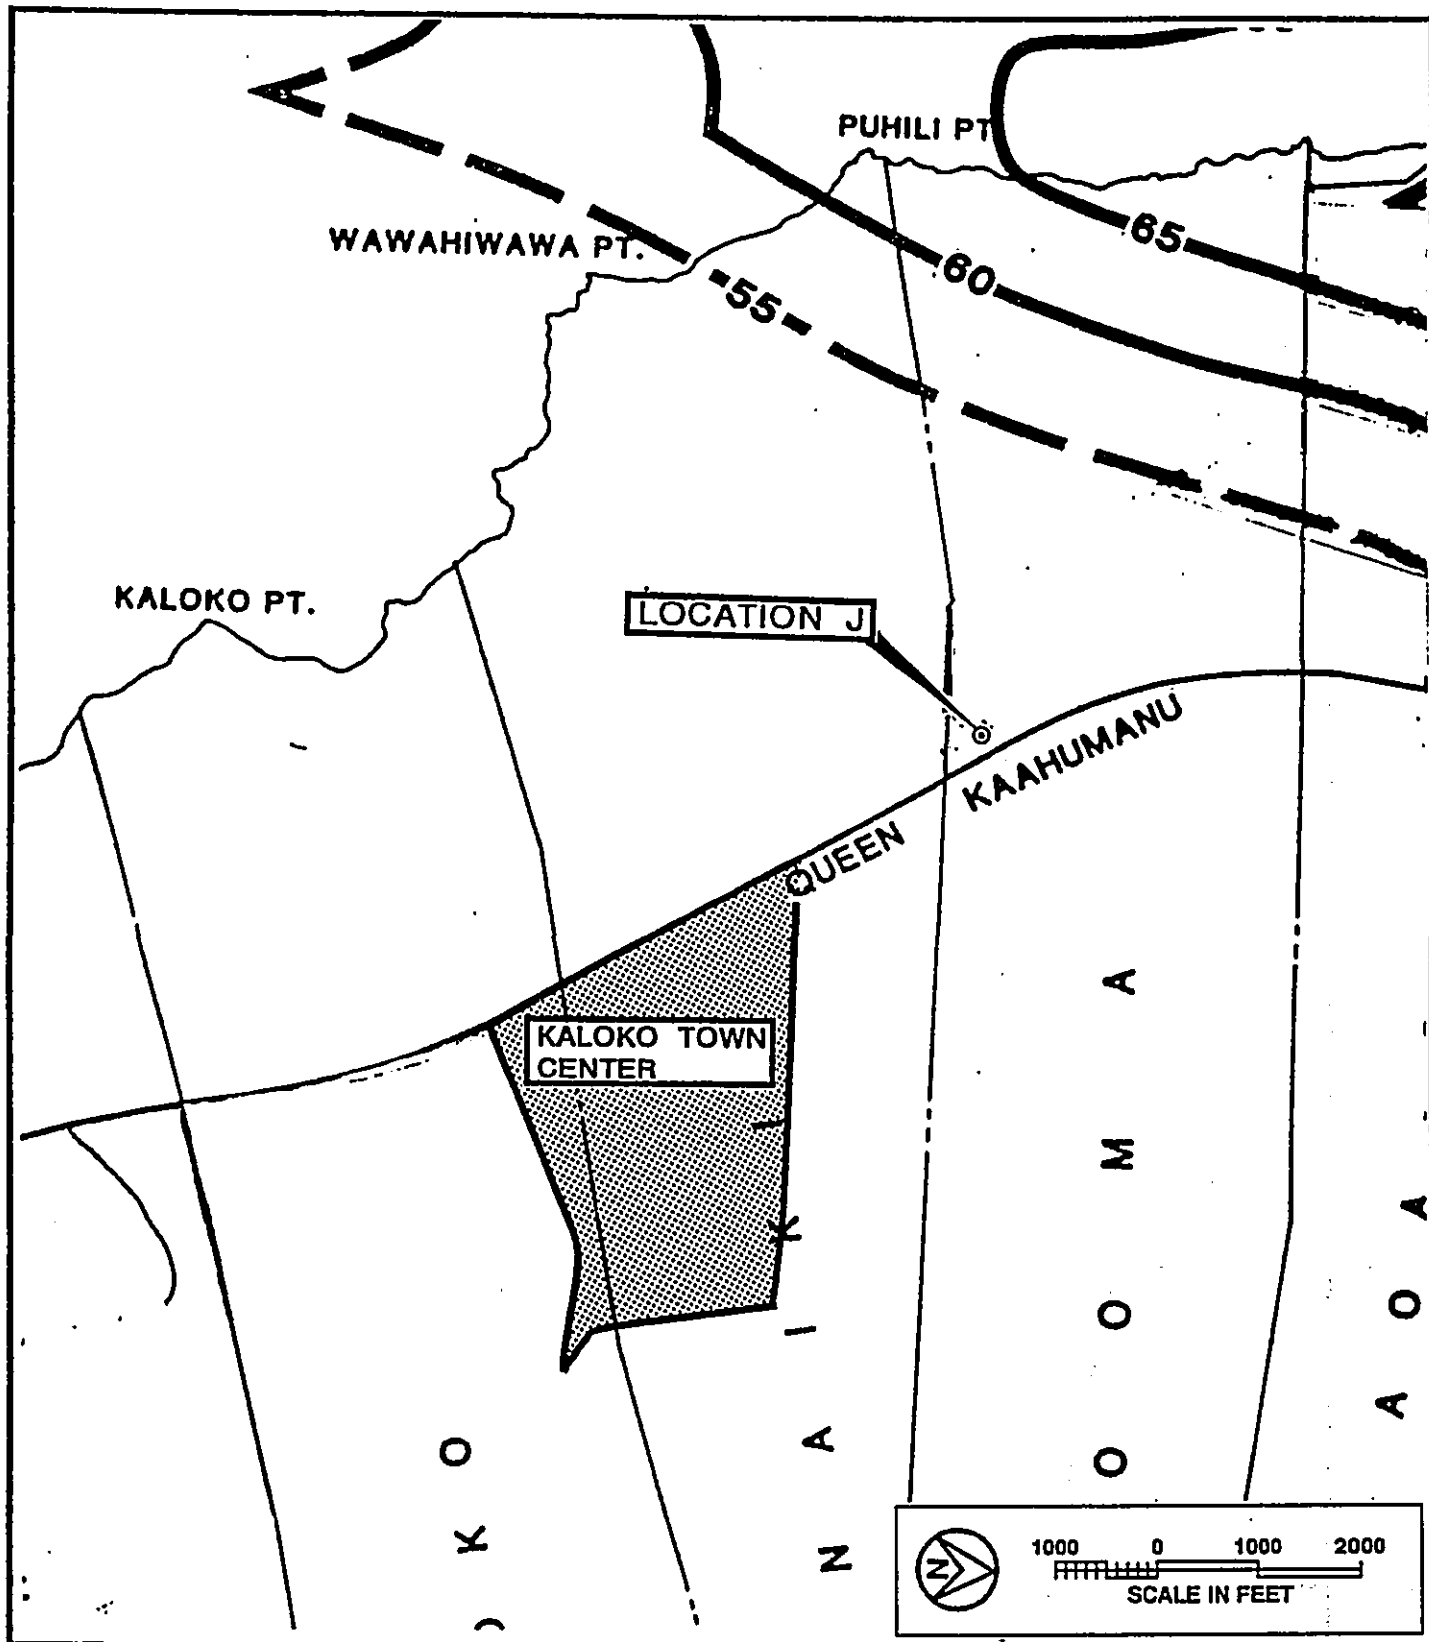 PUHILI PT
WAWAHIWAWA PT.
65
60
55
KALOKO PT.
LOCATION J
QUEEN KAAHUMANU
KALOKO TOWN
CENTER
K O
N A I K I
O O M A
A O A
N
1000 0 1000 2000
SCALE IN FEET